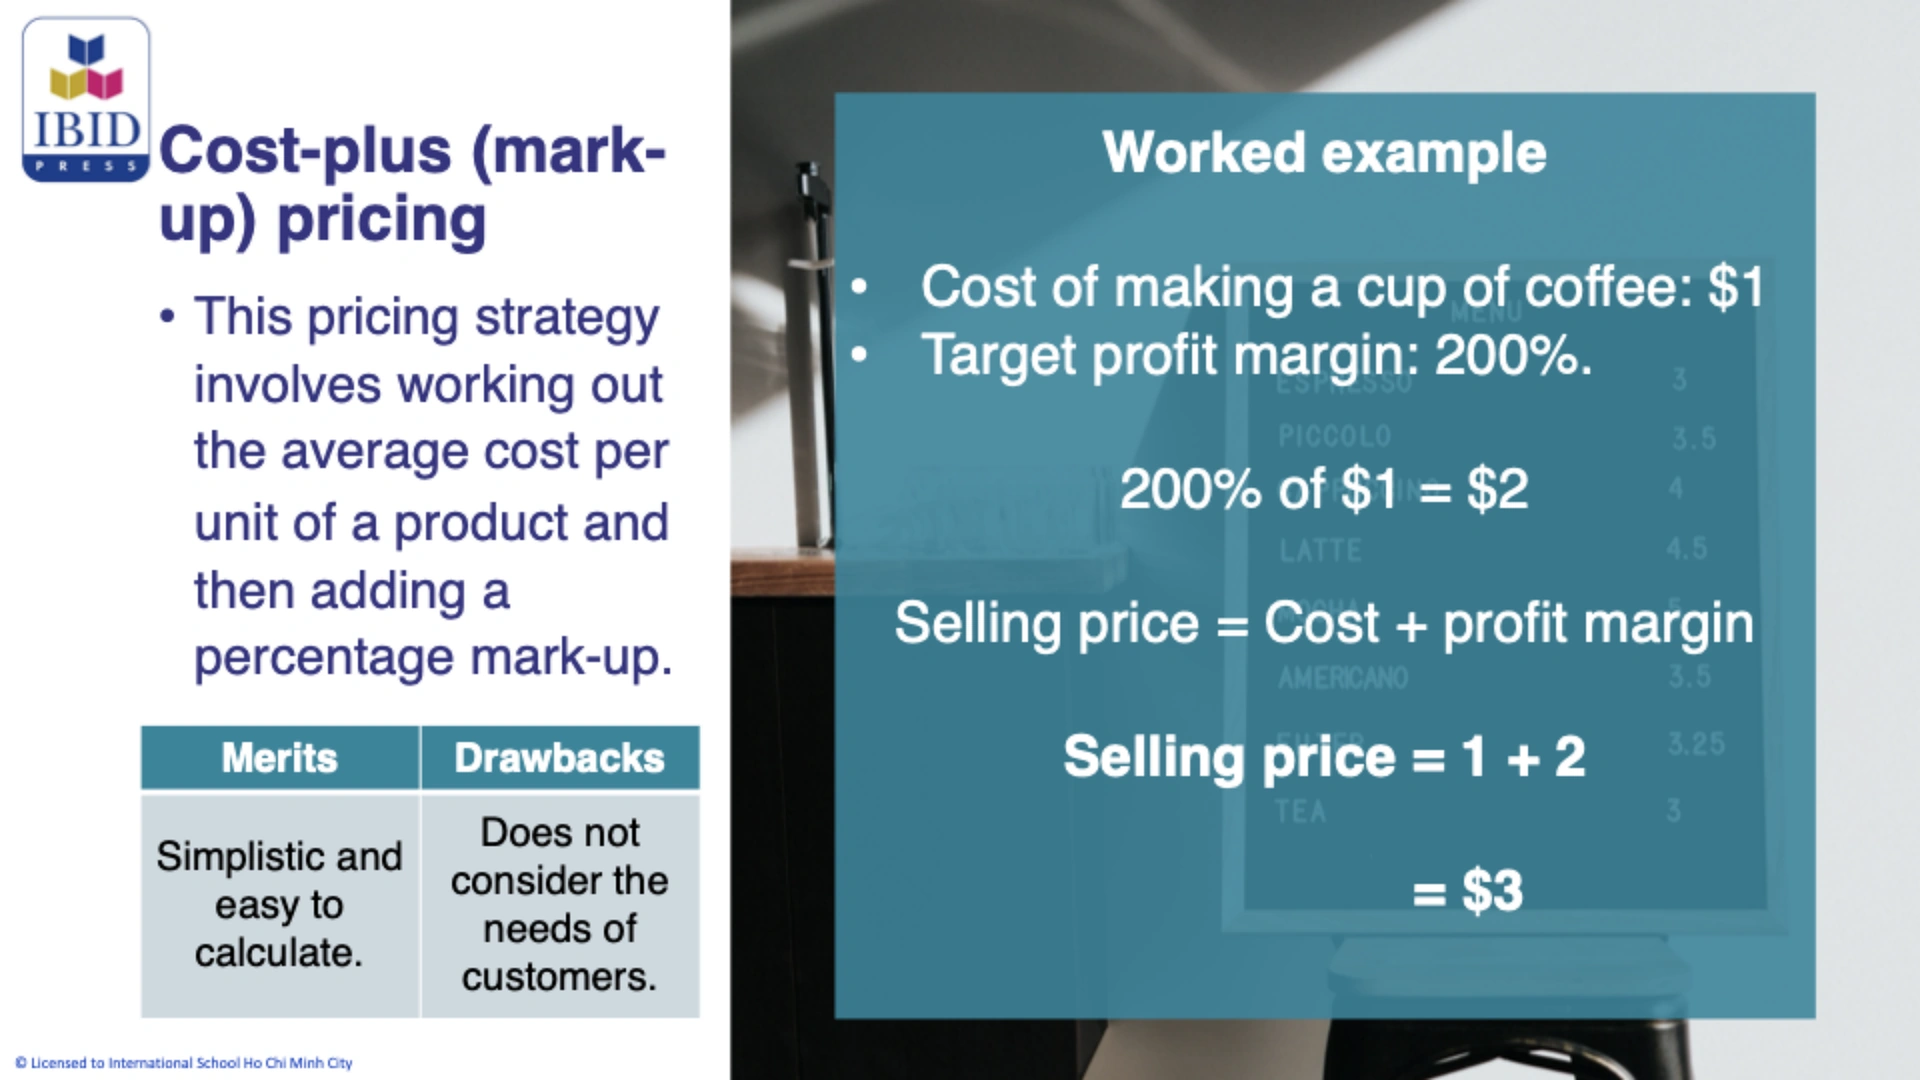 IBID
PRESS
Cost-plus (mark-
up) pricing
• This pricing strategy
involves working out
the average cost per
unit of a product and
then adding a
percentage mark-up.
Merits
Drawbacks
Simplistic and
easy to
calculate.
Does not
consider the
needs of
customers.
© Licensed to International School Ho Chi Minh City
Worked example
• Cost of making a cup of coffee: $1
• Target profit margin: 200%.
200% of $1 = $2
Selling price = Cost + profit margin
Selling price = 1 + 2
= $3
MENU
ESPRESSO 3
PICCOLO 3.5
4
LATTE 4.5
MOCHA
AMERICANO 3.5
FILTER 3.25
TEA 3